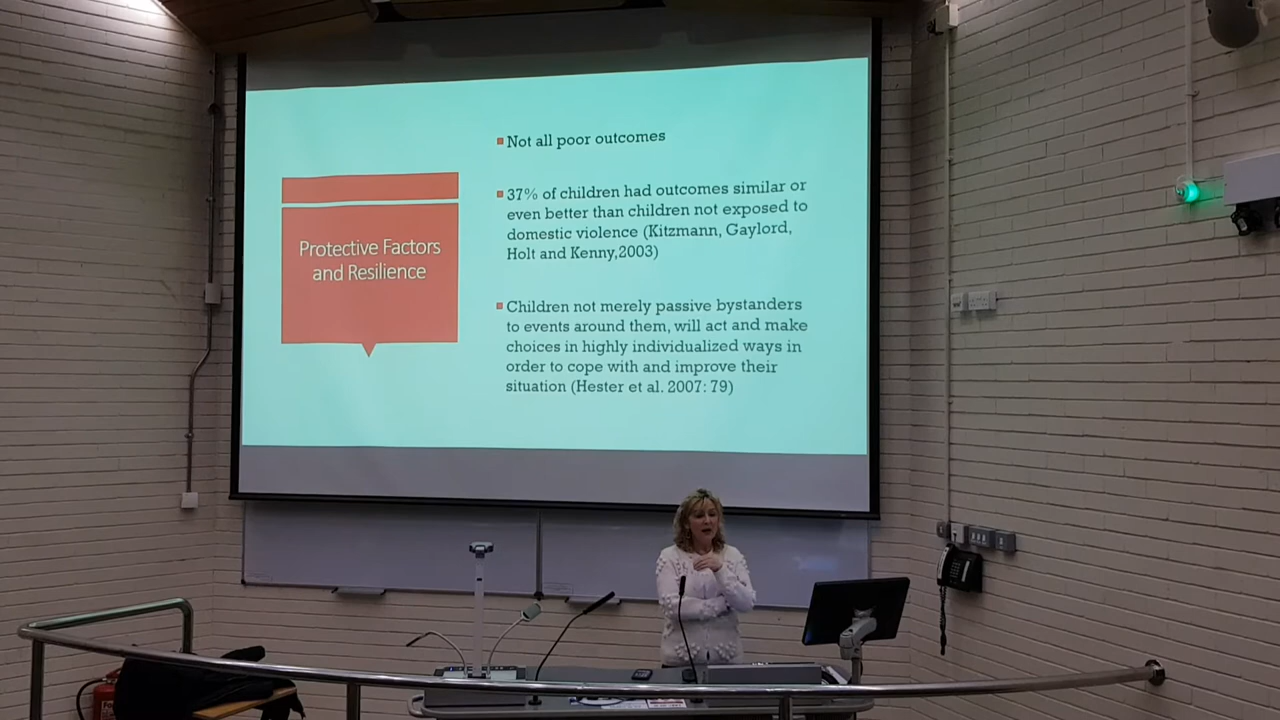 Protective Factors
and Resilience
Not all poor outcomes
37% of children had outcomes similar or
even better than children not exposed to
domestic violence (Kitzmann, Gaylord,
Holt and Kenny,2003)
Children not merely passive bystanders
to events around them, will act and make
choices in highly individualized ways in
order to cope with and improve their
situation (Hester et al. 2007: 79)